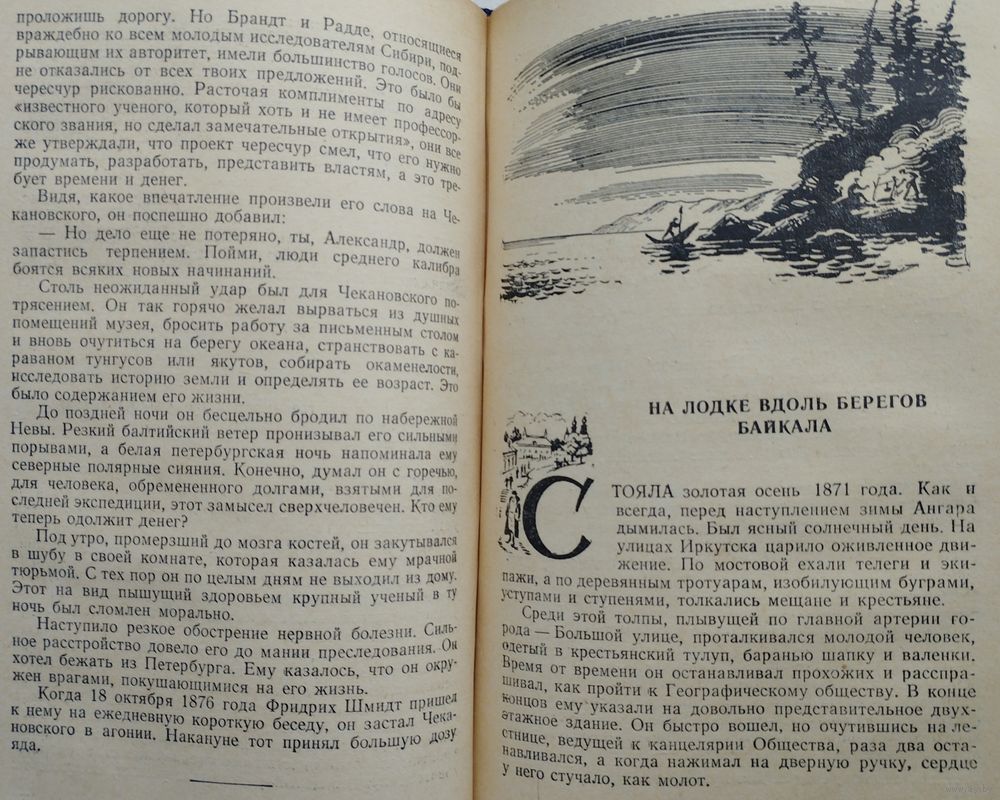 проложишь дорогу. Но Брандт и Радде, относящиеся
враждебно ко всем молодым исследователям Сибири, под-
рывающим их авторитет, имели большинство голосов. Они
не отказались от всех твоих предложений. Это было бы
чересчур рискованно. Расточая комплименты по адресу
«известного ученого, который хоть и не имеет профессор-
ского звания, но сделал замечательные открытия», они все
же утверждали, что проект чересчур смел, что его нужно
продумать, разработать, представить властям, а это тре-
бует времени и денег.
Видя, какое впечатление произвели его слова на Че-
кановского, он поспешно добавил:
— Но дело еще не потеряно, ты, Александр, должен
запастись терпением. Пойми, люди среднего калибра
боятся всяких новых начинаний.
Столь неожиданный удар был для Чекановского по-
трясением. Он так горячо желал вырваться из душных
помещений музея, бросить работу за письменным столом
и вновь очутиться на берегу океана, странствовать с ка-
раваном тунгусов или якутов, собирать окаменелости,
исследовать историю земли и определять ее возраст. Это
было содержанием его жизни.
До поздней ночи он бесцельно бродил по набережной
Невы. Резкий балтийский ветер пронизывал его сильными
порывами, а белая петербургская ночь напоминала ему
северные полярные сияния. Конечно, думал он с горечью,
для человека, обремененного долгами, взятыми для по-
следней экспедиции, этот замысел сверхчеловечен. Кто ему
теперь одолжит денег?
Под утро, промерзший до мозга костей, он закутывался
в шубу в своей комнате, которая казалась ему мрачной
тюрьмой. С тех пор он по целым дням не выходил из дому.
Этот на вид пышущий здоровьем крупный ученый в ту
ночь был сломлен морально.
Наступило резкое обострение нервной болезни. Силь-
ное расстройство довело его до мании преследования. Он
хотел бежать из Петербурга. Ему казалось, что он окру-
жен врагами, покушающимися на его жизнь.
Когда 18 октября 1876 года Фридрих Шмидт пришел
к нему на ежедневную короткую беседу, он застал Чека-
новского в агонии. Накануне тот принял большую дозу
яда.
НА ЛОДКЕ ВДОЛЬ БЕРЕГОВ
БАЙКАЛА
СТОЯЛА золотая осень 1871 года. Как и
всегда, перед наступлением зимы Ангара
дымилась. Был ясный солнечный день. На
улицах Иркутска царило оживленное дви-
жение. По мостовой ехали телеги и эки-
пажи, а по деревянным тротуарам, изобилующим буграми,
уступами и ступенями, толкались мещане и крестьяне.
Среди этой толпы, плывущей по главной артерии го-
рода — Большой улице, проталкивался молодой человек,
одетый в крестьянский тулуп, баранью шапку и валенки.
Время от времени он останавливал прохожих и расспра-
шивал, как пройти к Географическому обществу. В конце
концов ему указали на довольно представительное двух-
этажное здание. Он быстро вошел, но очутившись на ле-
стнице, ведущей к канцелярии Общества, раза два оста-
навливался, а когда нажимал на дверную ручку, сердце
у него стучало, как молот.